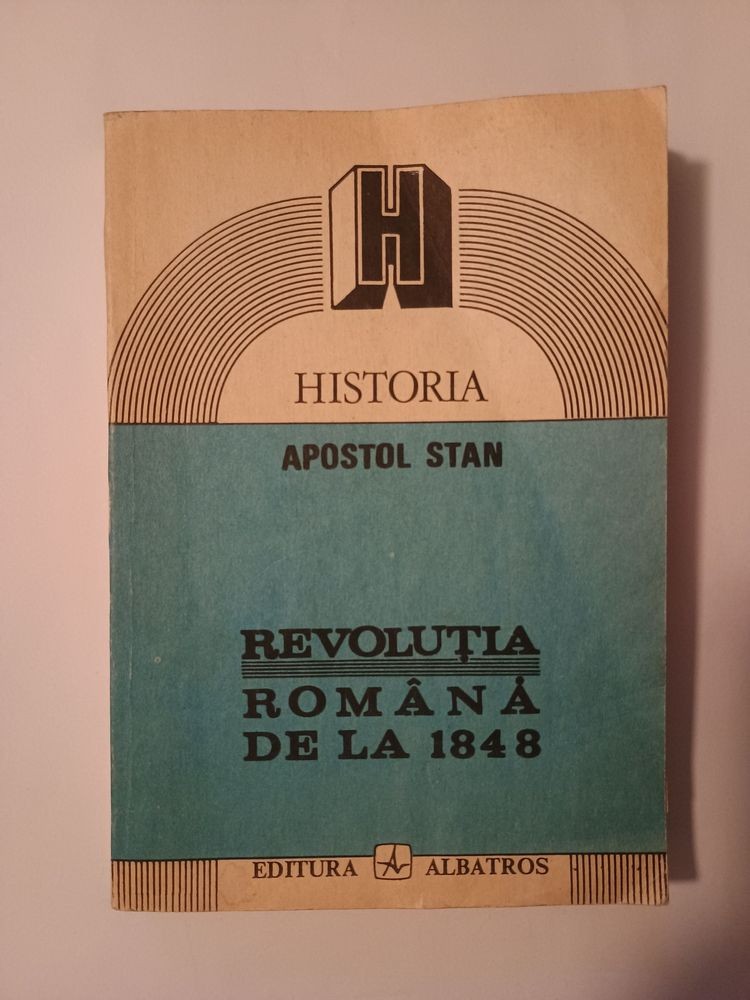 H
HISTORIA
APOSTOL STAN
REVOLUȚIA
ROMÂNĂ
DE LA 1848
EDITURA A ALBATROS